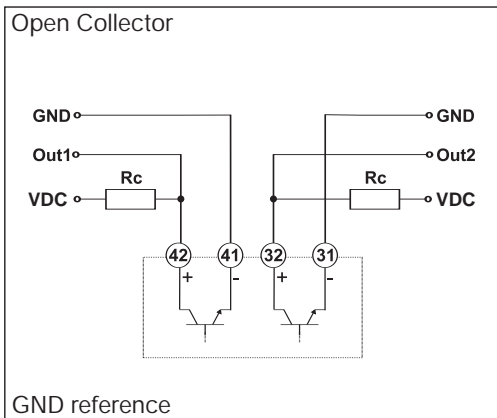 Open Collector
GND GND
Out1 Out2
Rc Rc
VDC VDC
42 41 32 31
+ - + -
GND reference